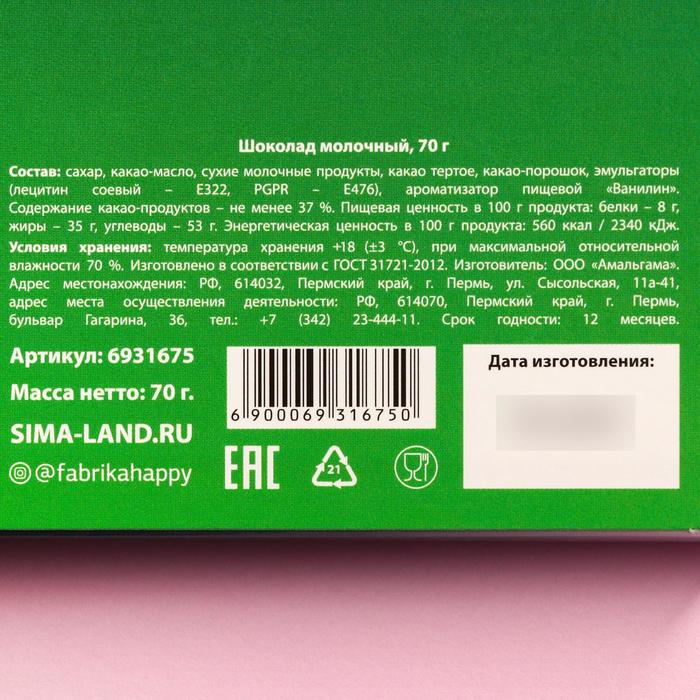 Шоколад молочный, 70 г
Состав: сахар, какао-масло, сухие молочные продукты, какао тертое, какао-порошок, эмульгаторы
(лецитин соевый – E322, PGPR – E476), ароматизатор пищевой «Ванилин».
Содержание какао-продуктов – не менее 37 %. Пищевая ценность в 100 г продукта: белки – 8 г,
жиры – 35 г, углеводы – 53 г. Энергетическая ценность в 100 г продукта: 560 ккал / 2340 кДж.
Условия хранения: температура хранения +18 (±3 °C), при максимальной относительной
влажности 70 %. Изготовлено в соответствии с ГОСТ 31721-2012. Изготовитель: ООО «Амальгама».
Адрес местонахождения: РФ, 614032, Пермский край, г. Пермь, ул. Сысольская, 11а-41,
адрес места осуществления деятельности: РФ, 614070, Пермский край, г. Пермь,
бульвар Гагарина, 36, тел.: +7 (342) 23-444-11. Срок годности: 12 месяцев.
Артикул: 6931675
Масса нетто: 70 г.
SIMA-LAND.RU
@fabrikahappy
6 900069 316750
EAC
21
Дата изготовления: